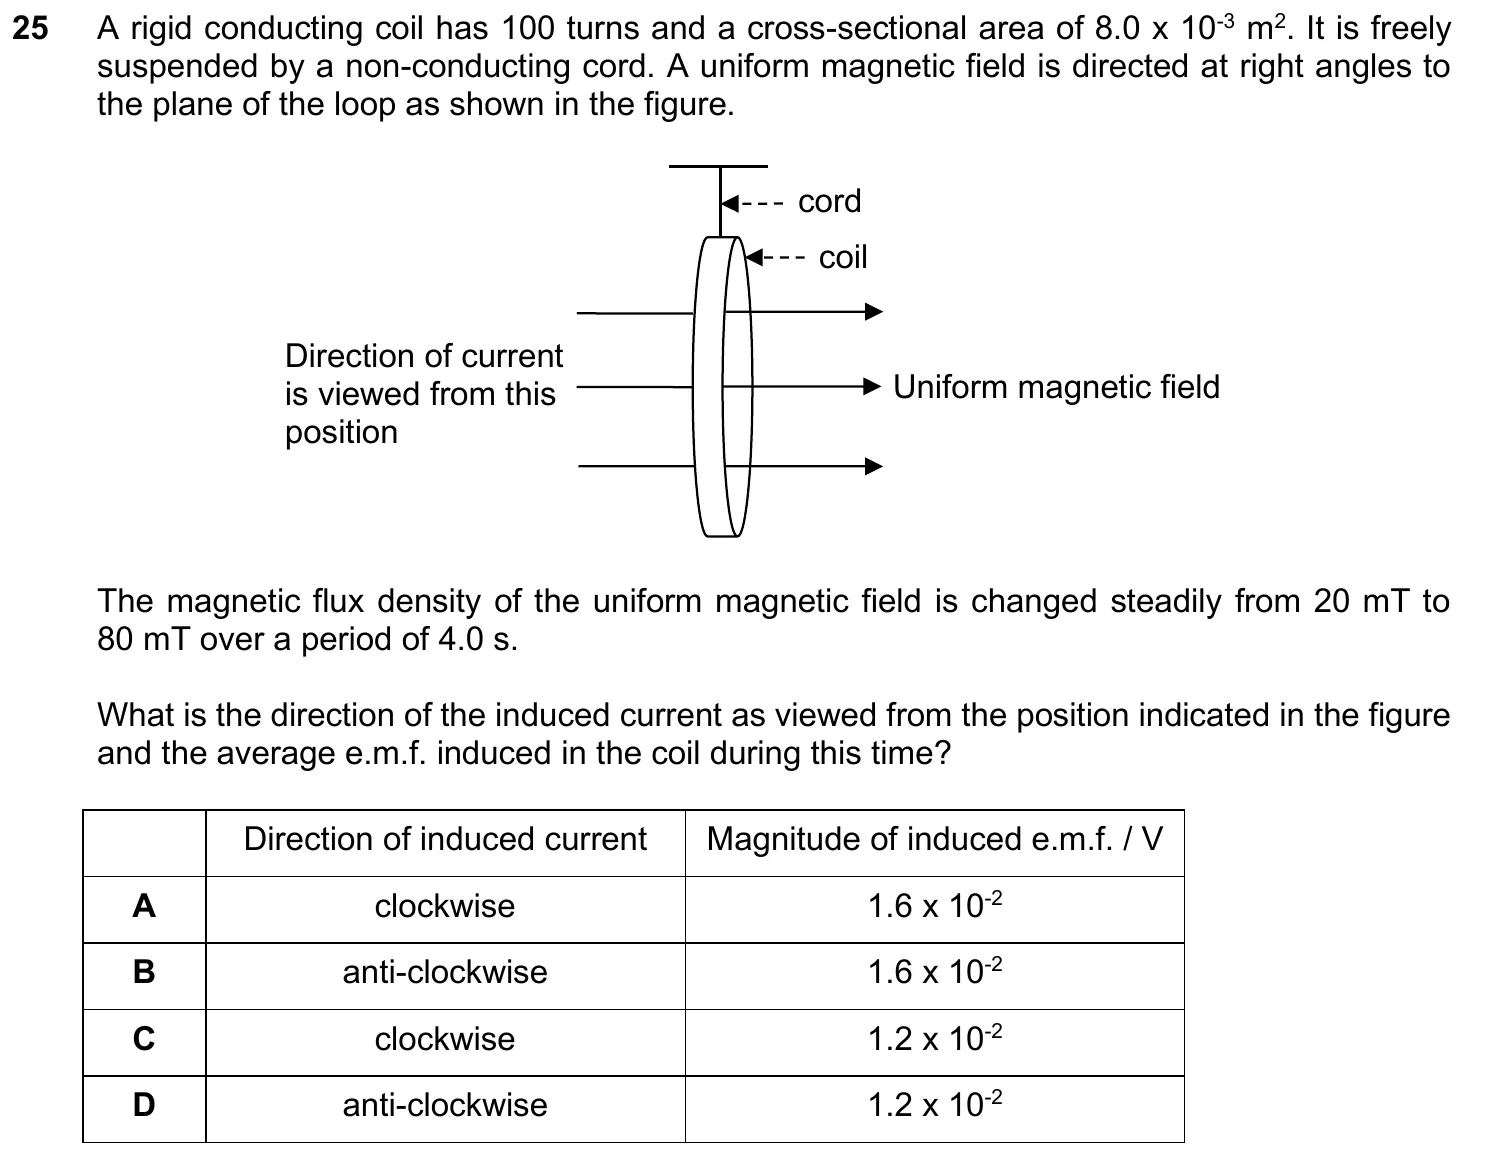 25 A rigid conducting coil has 100 turns and a cross-sectional area of 8.0 x 10⁻³ m². It is freely
suspended by a non-conducting cord. A uniform magnetic field is directed at right angles to
the plane of the loop as shown in the figure.
cord
coil
Direction of current
is viewed from this
position
Uniform magnetic field
The magnetic flux density of the uniform magnetic field is changed steadily from 20 mT to
80 mT over a period of 4.0 s.
What is the direction of the induced current as viewed from the position indicated in the figure
and the average e.m.f. induced in the coil during this time?
Direction of induced current Magnitude of induced e.m.f. / V
A clockwise 1.6 x 10⁻²
B anti-clockwise 1.6 x 10⁻²
C clockwise 1.2 x 10⁻²
D anti-clockwise 1.2 x 10⁻²